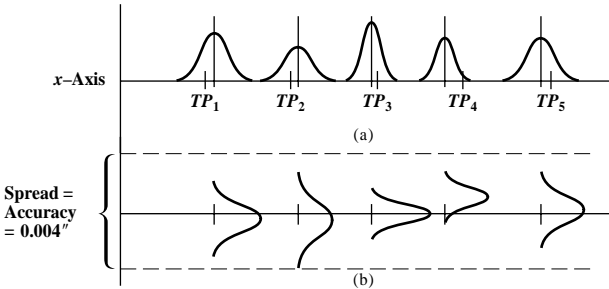 x–Axis
TP1 TP2 TP3 TP4 TP5
(a)
Spread =
Accuracy
= 0.004″
(b)